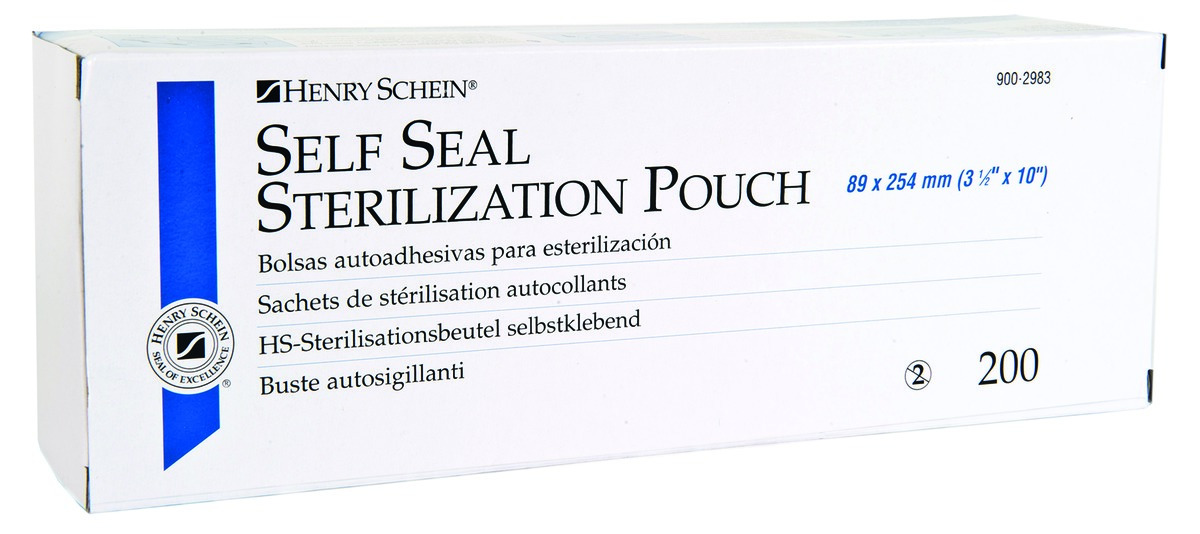 HENRY SCHEIN®
900-2983
SELF SEAL
STERILIZATION POUCH
89 x 254 mm (3 ½" x 10")
Bolsas autoadhesivas para esterilización
Sachets de stérilisation autocollants
HS-Sterilisationsbeutel selbstklebend
Buste autosigillanti
HENRY SCHEIN
SEAL OF EXCELLENCE
®
2
200